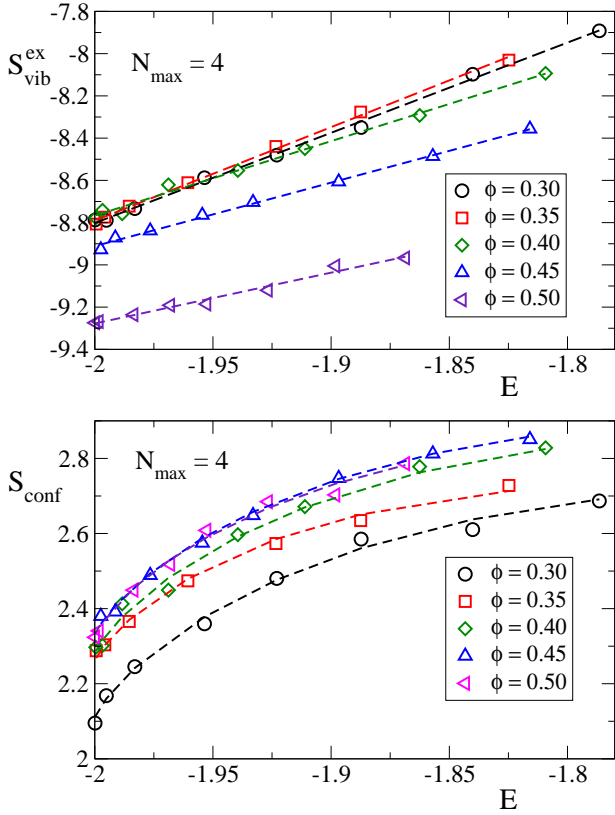 -7.8
-8
-8.2
-8.4
-8.6
-8.8
-9
-9.2
-9.4
S_vib^ex
N_max = 4
ϕ = 0.30
ϕ = 0.35
ϕ = 0.40
ϕ = 0.45
ϕ = 0.50
-2 -1.95 -1.9 -1.85 -1.8
E
2.8
2.6
2.4
2.2
2
S_conf
N_max = 4
ϕ = 0.30
ϕ = 0.35
ϕ = 0.40
ϕ = 0.45
ϕ = 0.50
-2 -1.95 -1.9 -1.85 -1.8
E